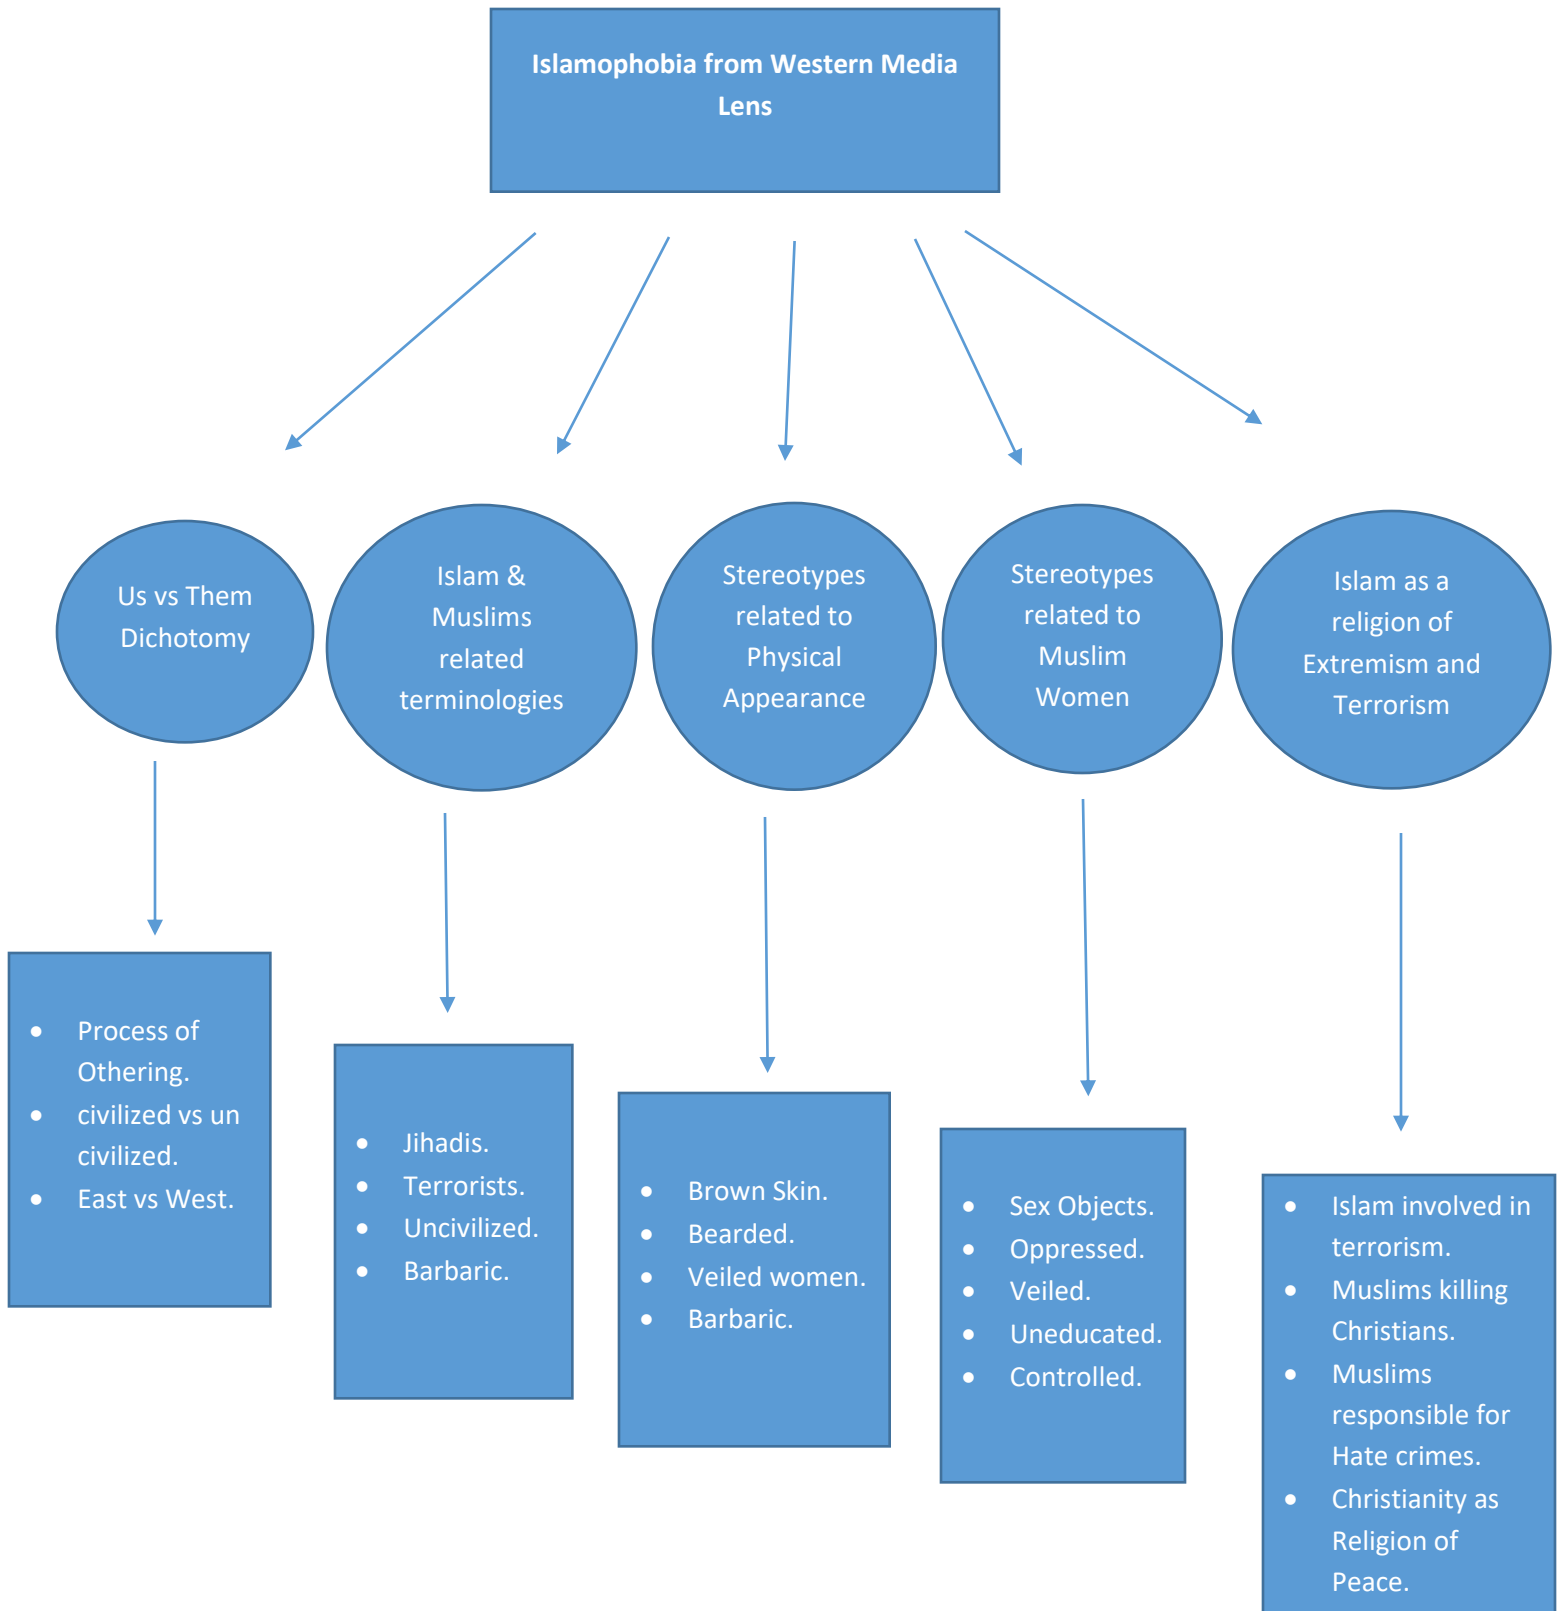 Islamophobia from Western Media
Lens
Us vs Them
Dichotomy
Islam &
Muslims
related
terminologies
Stereotypes
related to
Physical
Appearance
Stereotypes
related to
Muslim
Women
Islam as a
religion of
Extremism and
Terrorism
• Process of
Othering.
• civilized vs un
civilized.
• East vs West.
• Jihadis.
• Terrorists.
• Uncivilized.
• Barbaric.
• Brown Skin.
• Bearded.
• Veiled women.
• Barbaric.
• Sex Objects.
• Oppressed.
• Veiled.
• Uneducated.
• Controlled.
• Islam involved in
terrorism.
• Muslims killing
Christians.
• Muslims
responsible for
Hate crimes.
• Christianity as
Religion of
Peace.